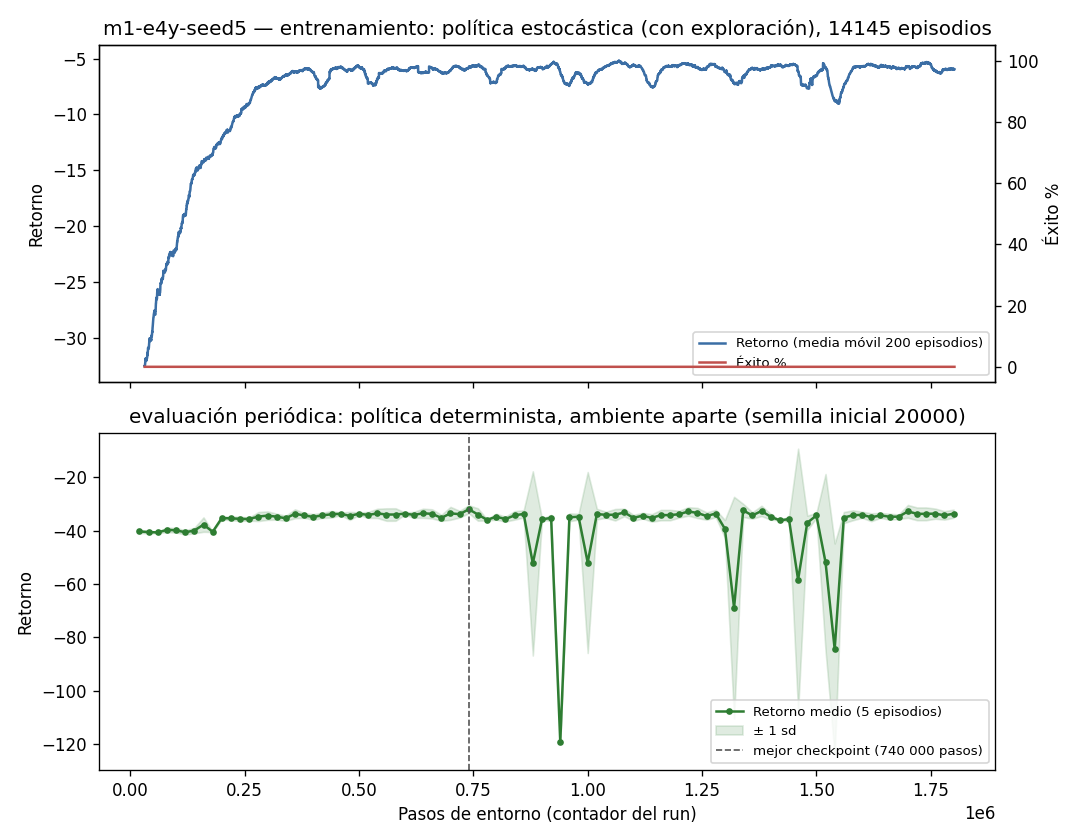 m1-e4y-seed5 — entrenamiento: política estocástica (con exploración), 14145 episodios
−5
−10
−15
−20
−25
−30
Retorno
100
80
60
40
20
0
Éxito %
Retorno (media móvil 200 episodios)
Éxito %
evaluación periódica: política determinista, ambiente aparte (semilla inicial 20000)
−20
−40
−60
−80
−100
−120
Retorno
Retorno medio (5 episodios)
± 1 sd
mejor checkpoint (740 000 pasos)
0.00 0.25 0.50 0.75 1.00 1.25 1.50 1.75
1e6
Pasos de entorno (contador del run)